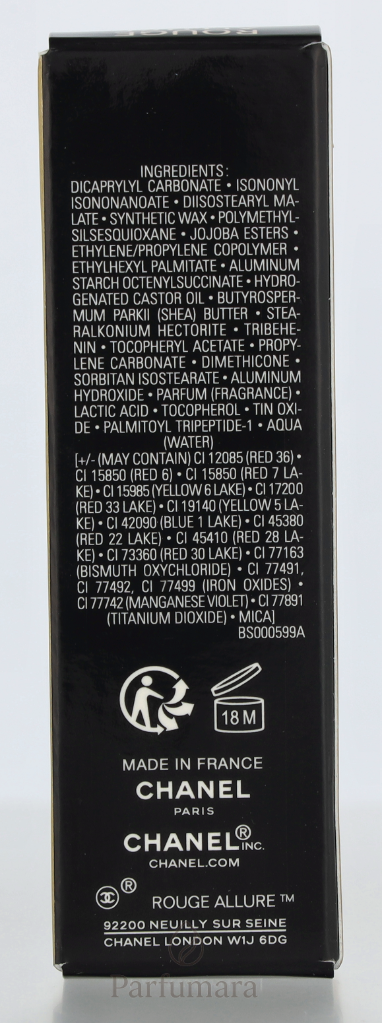 ROUGE
INGREDIENTS:
DICAPRYLYL CARBONATE • ISONONYL
ISONONANOATE • DIISOSTEARYL MA-
LATE • SYNTHETIC WAX • POLYMETHYL-
SILSESQUIOXANE • JOJOBA ESTERS •
ETHYLENE/PROPYLENE COPOLYMER •
ETHYLHEXYL PALMITATE • ALUMINUM
STARCH OCTENYLSUCCINATE • HYDRO-
GENATED CASTOR OIL • BUTYROSPER-
MUM PARKII (SHEA) BUTTER • STEA-
RALKONIUM HECTORITE • TRIBEHE-
NIN • TOCOPHERYL ACETATE • PROPY-
LENE CARBONATE • DIMETHICONE •
SORBITAN ISOSTEARATE • ALUMINUM
HYDROXIDE • PARFUM (FRAGRANCE) •
LACTIC ACID • TOCOPHEROL • TIN OXI-
DE • PALMITOYL TRIPEPTIDE-1 • AQUA
(WATER)
[+/- (MAY CONTAIN) CI 12085 (RED 36) •
CI 15850 (RED 6) • CI 15850 (RED 7 LA-
KE) • CI 15985 (YELLOW 6 LAKE) • CI 17200
(RED 33 LAKE) • CI 19140 (YELLOW 5 LA-
KE) • CI 42090 (BLUE 1 LAKE) • CI 45380
(RED 22 LAKE) • CI 45410 (RED 28 LA-
KE) • CI 73360 (RED 30 LAKE) • CI 77163
(BISMUTH OXYCHLORIDE) • CI 77491,
CI 77492, CI 77499 (IRON OXIDES) •
CI 77742 (MANGANESE VIOLET) • CI 77891
(TITANIUM DIOXIDE) • MICA]
BS000599A
18 M
MADE IN FRANCE
CHANEL
PARIS
CHANEL® INC.
CHANEL.COM
® ROUGE ALLURE™
92200 NEUILLY SUR SEINE
CHANEL LONDON W1J 6DG
Parfumara